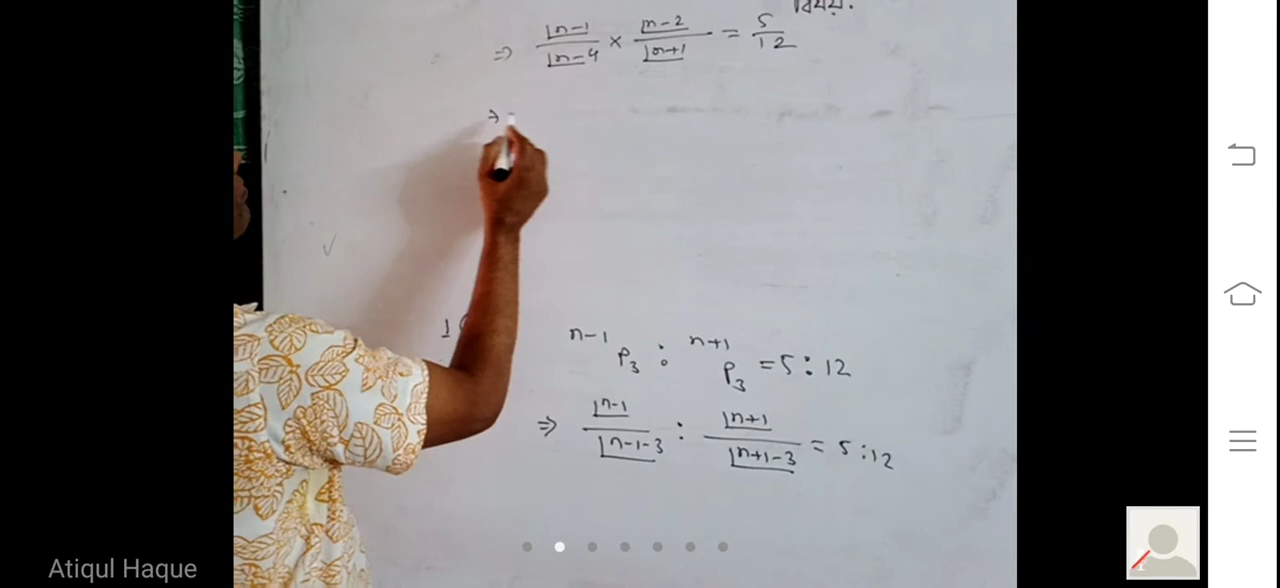 ⇒ |n-1 / |n-4 × |n-2 / |n+1 = 5/12
⇒
1
n-1P3 : n+1P3 = 5:12
⇒ |n-1 / |n-1-3 : |n+1 / |n+1-3 = 5:12
Atiqul Haque